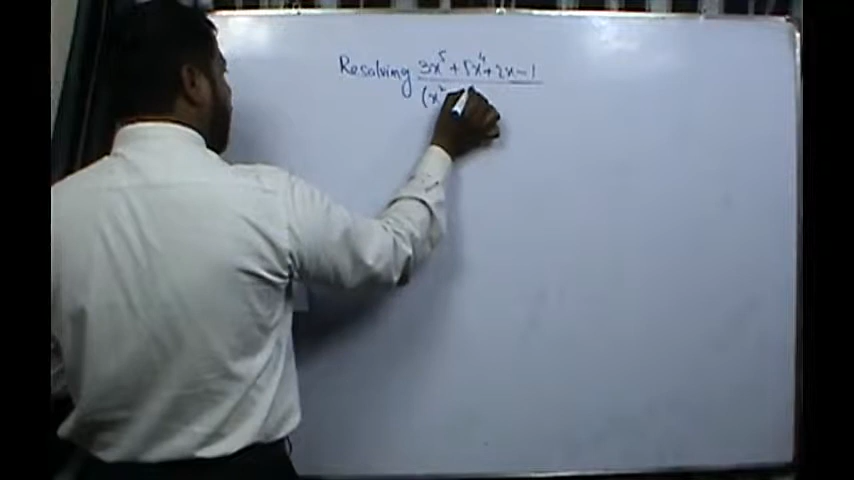 Resolving 3x⁵ + 5x⁴ + 2x - 1
(x²